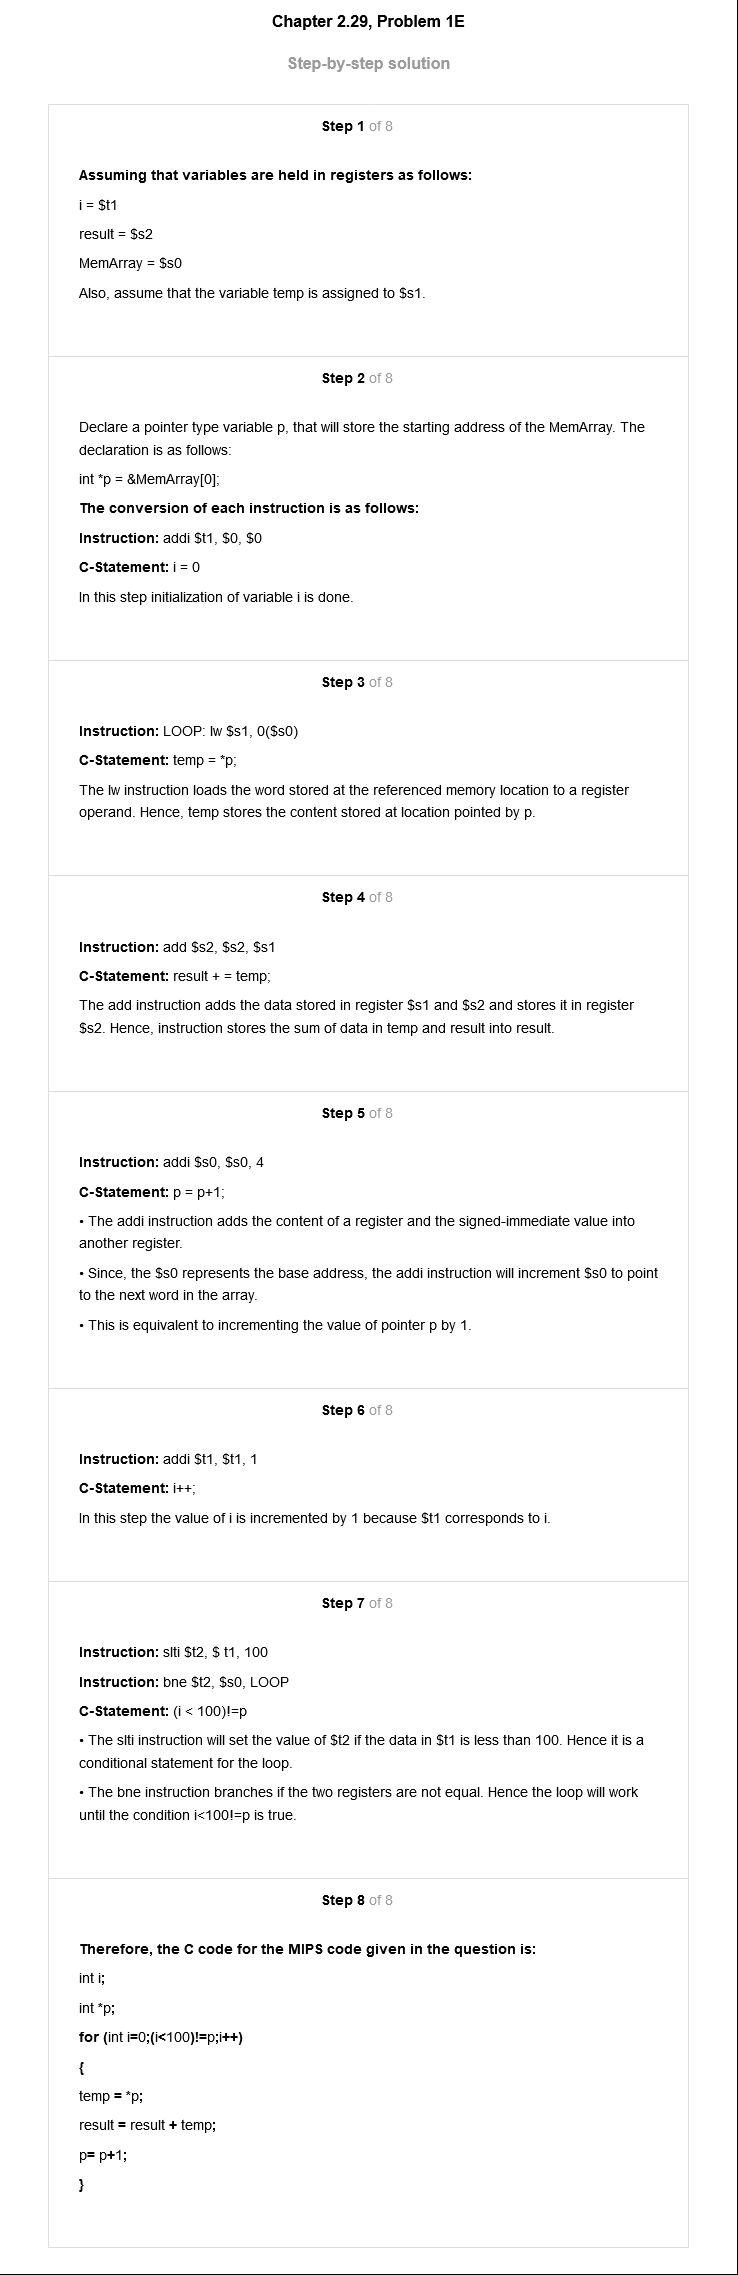 Chapter 2.29, Problem 1E
Step-by-step solution
Step 1 of 8
Assuming that variables are held in registers as follows:
i = $t1
result = $s2
MemArray = $s0
Also, assume that the variable temp is assigned to $s1.
Step 2 of 8
Declare a pointer type variable p, that will store the starting address of the MemArray. The
declaration is as follows:
int *p = &MemArray[0];
The conversion of each instruction is as follows:
Instruction: addi $t1, $0, $0
C-Statement: i = 0
In this step initialization of variable i is done.
Step 3 of 8
Instruction: LOOP: lw $s1, 0($s0)
C-Statement: temp = *p;
The lw instruction loads the word stored at the referenced memory location to a register
operand. Hence, temp stores the content stored at location pointed by p.
Step 4 of 8
Instruction: add $s2, $s2, $s1
C-Statement: result + = temp;
The add instruction adds the data stored in register $s1 and $s2 and stores it in register
$s2. Hence, instruction stores the sum of data in temp and result into result.
Step 5 of 8
Instruction: addi $s0, $s0, 4
C-Statement: p = p+1;
• The addi instruction adds the content of a register and the signed-immediate value into
another register.
• Since, the $s0 represents the base address, the addi instruction will increment $s0 to point
to the next word in the array.
• This is equivalent to incrementing the value of pointer p by 1.
Step 6 of 8
Instruction: addi $t1, $t1, 1
C-Statement: i++;
In this step the value of i is incremented by 1 because $t1 corresponds to i.
Step 7 of 8
Instruction: slti $t2, $ t1, 100
Instruction: bne $t2, $s0, LOOP
C-Statement: (i < 100)!=p
• The slti instruction will set the value of $t2 if the data in $t1 is less than 100. Hence it is a
conditional statement for the loop.
• The bne instruction branches if the two registers are not equal. Hence the loop will work
until the condition i<100!=p is true.
Step 8 of 8
Therefore, the C code for the MIPS code given in the question is:
int i;
int *p;
for (int i=0;(i<100)!=p;i++)
{
temp = *p;
result = result + temp;
p= p+1;
}